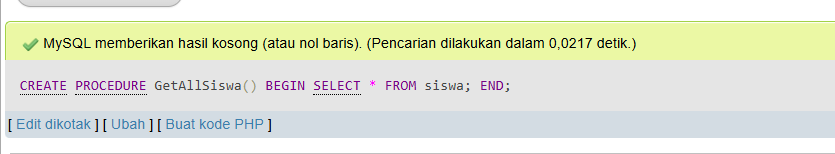 MySQL memberikan hasil kosong (atau nol baris). (Pencarian dilakukan dalam 0,0217 detik.)
CREATE PROCEDURE GetAllSiswa() BEGIN SELECT * FROM siswa; END;
[ Edit dikotak ] [ Ubah ] [ Buat kode PHP ]